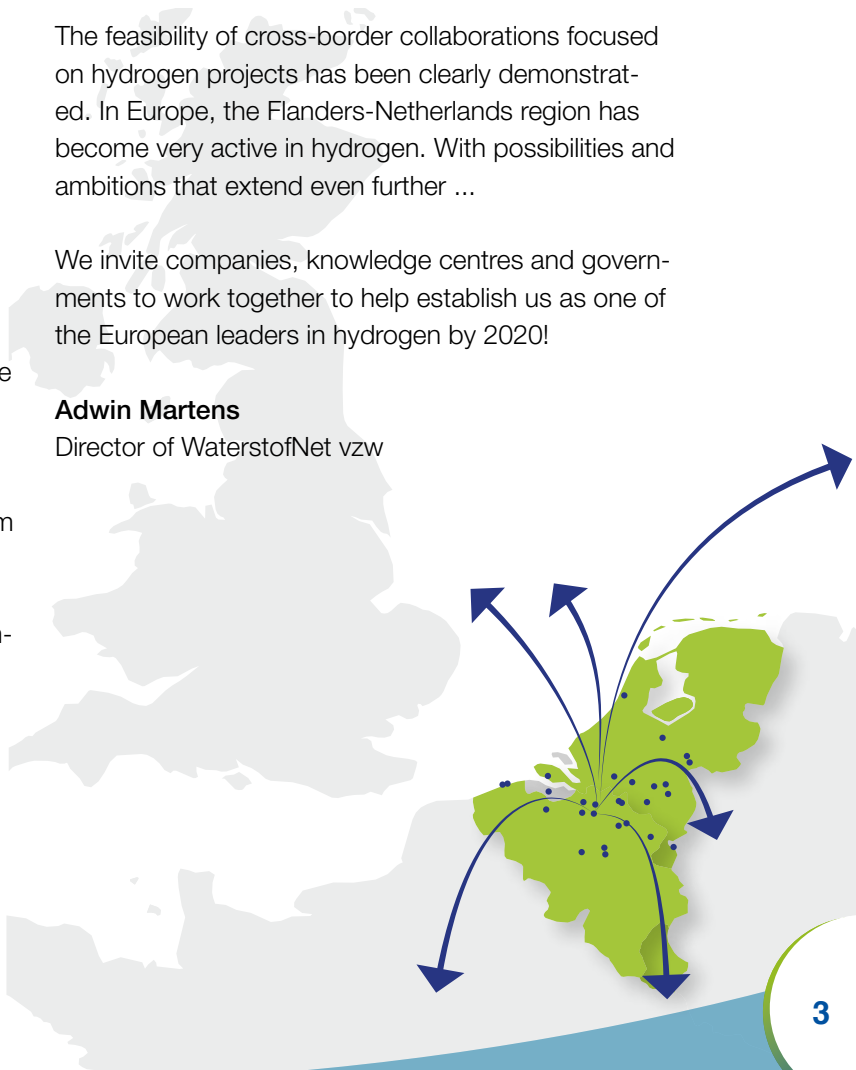 The feasibility of cross-border collaborations focused
on hydrogen projects has been clearly demonstrat-
ed. In Europe, the Flanders-Netherlands region has
become very active in hydrogen. With possibilities and
ambitions that extend even further ...
We invite companies, knowledge centres and govern-
ments to work together to help establish us as one of
the European leaders in hydrogen by 2020!
Adwin Martens
Director of WaterstofNet vzw
3